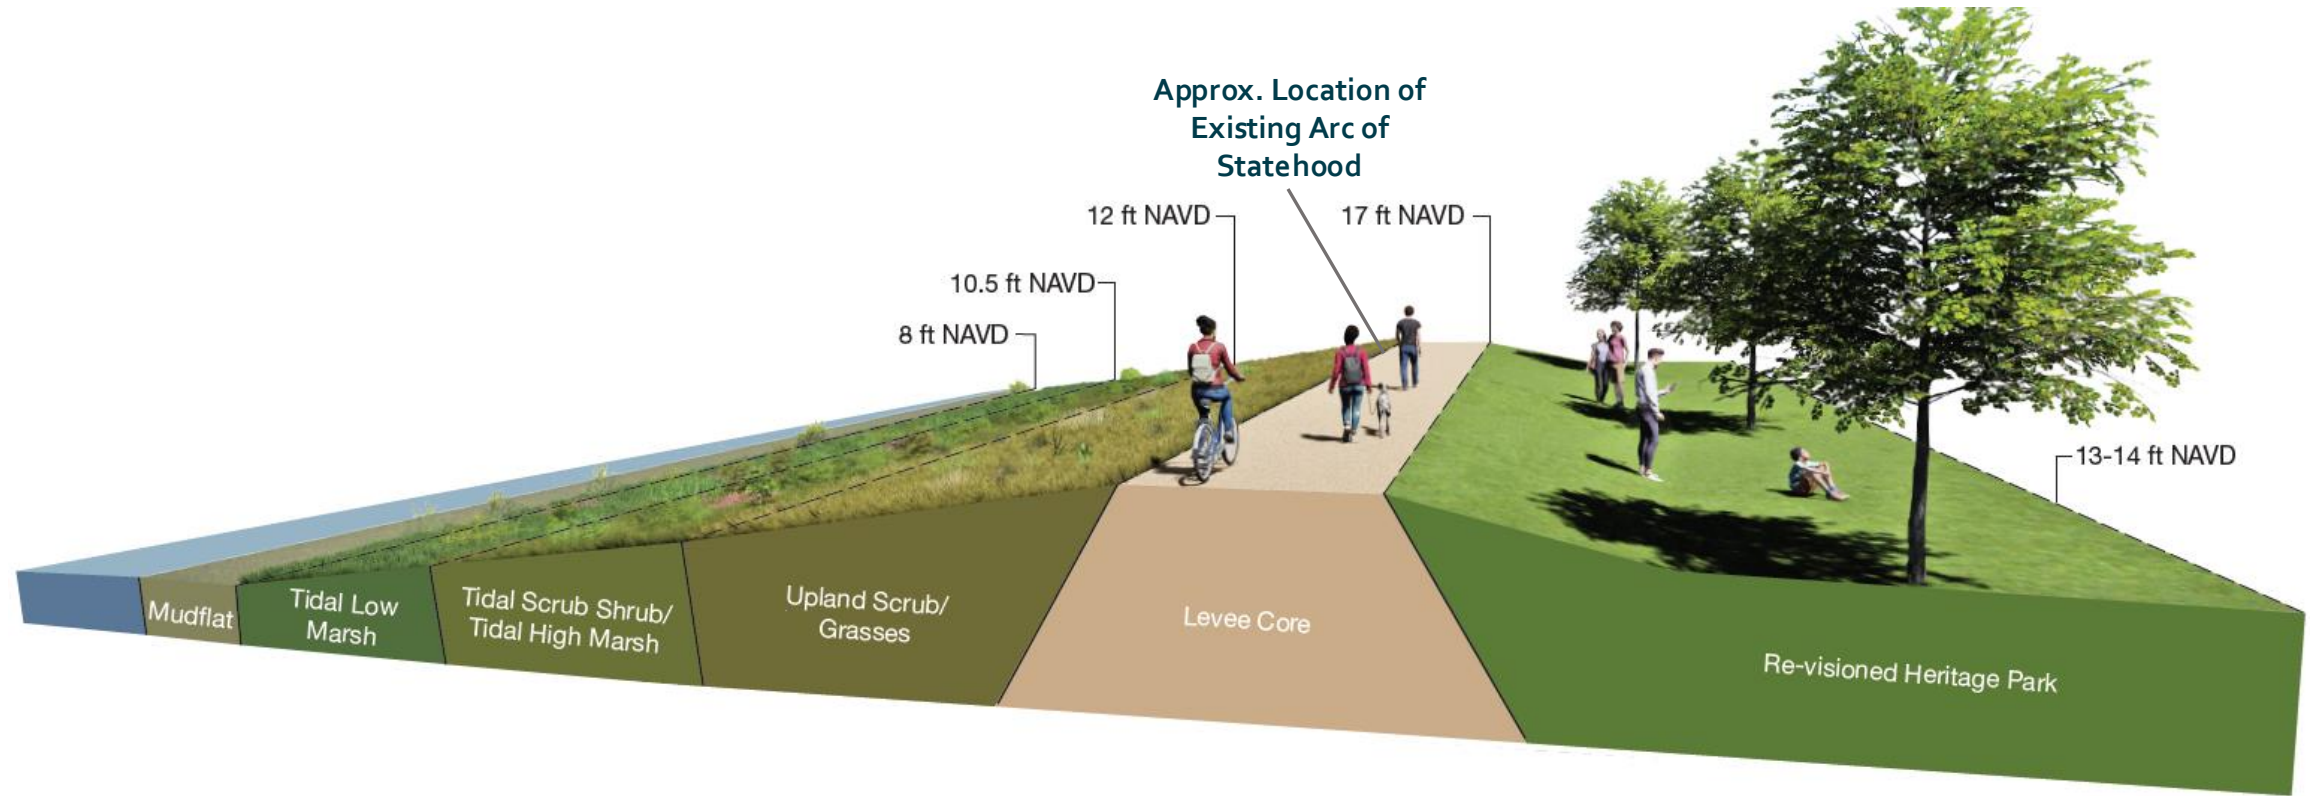 Approx. Location of
Existing Arc of
Statehood
12 ft NAVD
17 ft NAVD
10.5 ft NAVD
8 ft NAVD
13-14 ft NAVD
Mudflat
Tidal Low
Marsh
Tidal Scrub Shrub/
Tidal High Marsh
Upland Scrub/
Grasses
Levee Core
Re-visioned Heritage Park